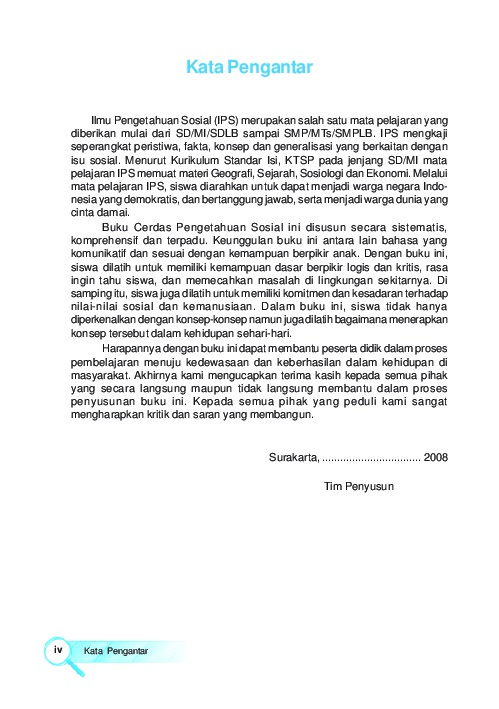 Kata Pengantar
Ilmu Pengetahuan Sosial (IPS) merupakan salah satu mata pelajaran yang
diberikan mulai dari SD/MI/SDLB sampai SMP/MTs/SMPLB. IPS mengkaji
seperangkat peristiwa, fakta, konsep dan generalisasi yang berkaitan dengan
isu sosial. Menurut Kurikulum Standar Isi, KTSP pada jenjang SD/MI mata
pelajaran IPS memuat materi Geografi, Sejarah, Sosiologi dan Ekonomi. Melalui
mata pelajaran IPS, siswa diarahkan untuk dapat menjadi warga negara Indo-
nesia yang demokratis, dan bertanggung jawab, serta menjadi warga dunia yang
cinta damai.
Buku Cerdas Pengetahuan Sosial ini disusun secara sistematis,
komprehensif dan terpadu. Keunggulan buku ini antara lain bahasa yang
komunikatif dan sesuai dengan kemampuan berpikir anak. Dengan buku ini,
siswa dilatih untuk memiliki kemampuan dasar berpikir logis dan kritis, rasa
ingin tahu siswa, dan memecahkan masalah di lingkungan sekitarnya. Di
samping itu, siswa juga dilatih untuk memiliki komitmen dan kesadaran terhadap
nilai-nilai sosial dan kemanusiaan. Dalam buku ini, siswa tidak hanya
diperkenalkan dengan konsep-konsep namun juga dilatih bagaimana menerapkan
konsep tersebut dalam kehidupan sehari-hari.
Harapannya dengan buku ini dapat membantu peserta didik dalam proses
pembelajaran menuju kedewasaan dan keberhasilan dalam kehidupan di
masyarakat. Akhirnya kami mengucapkan terima kasih kepada semua pihak
yang secara langsung maupun tidak langsung membantu dalam proses
penyusunan buku ini. Kepada semua pihak yang peduli kami sangat
mengharapkan kritik dan saran yang membangun.
Surakarta, ................................. 2008
Tim Penyusun
iv Kata Pengantar